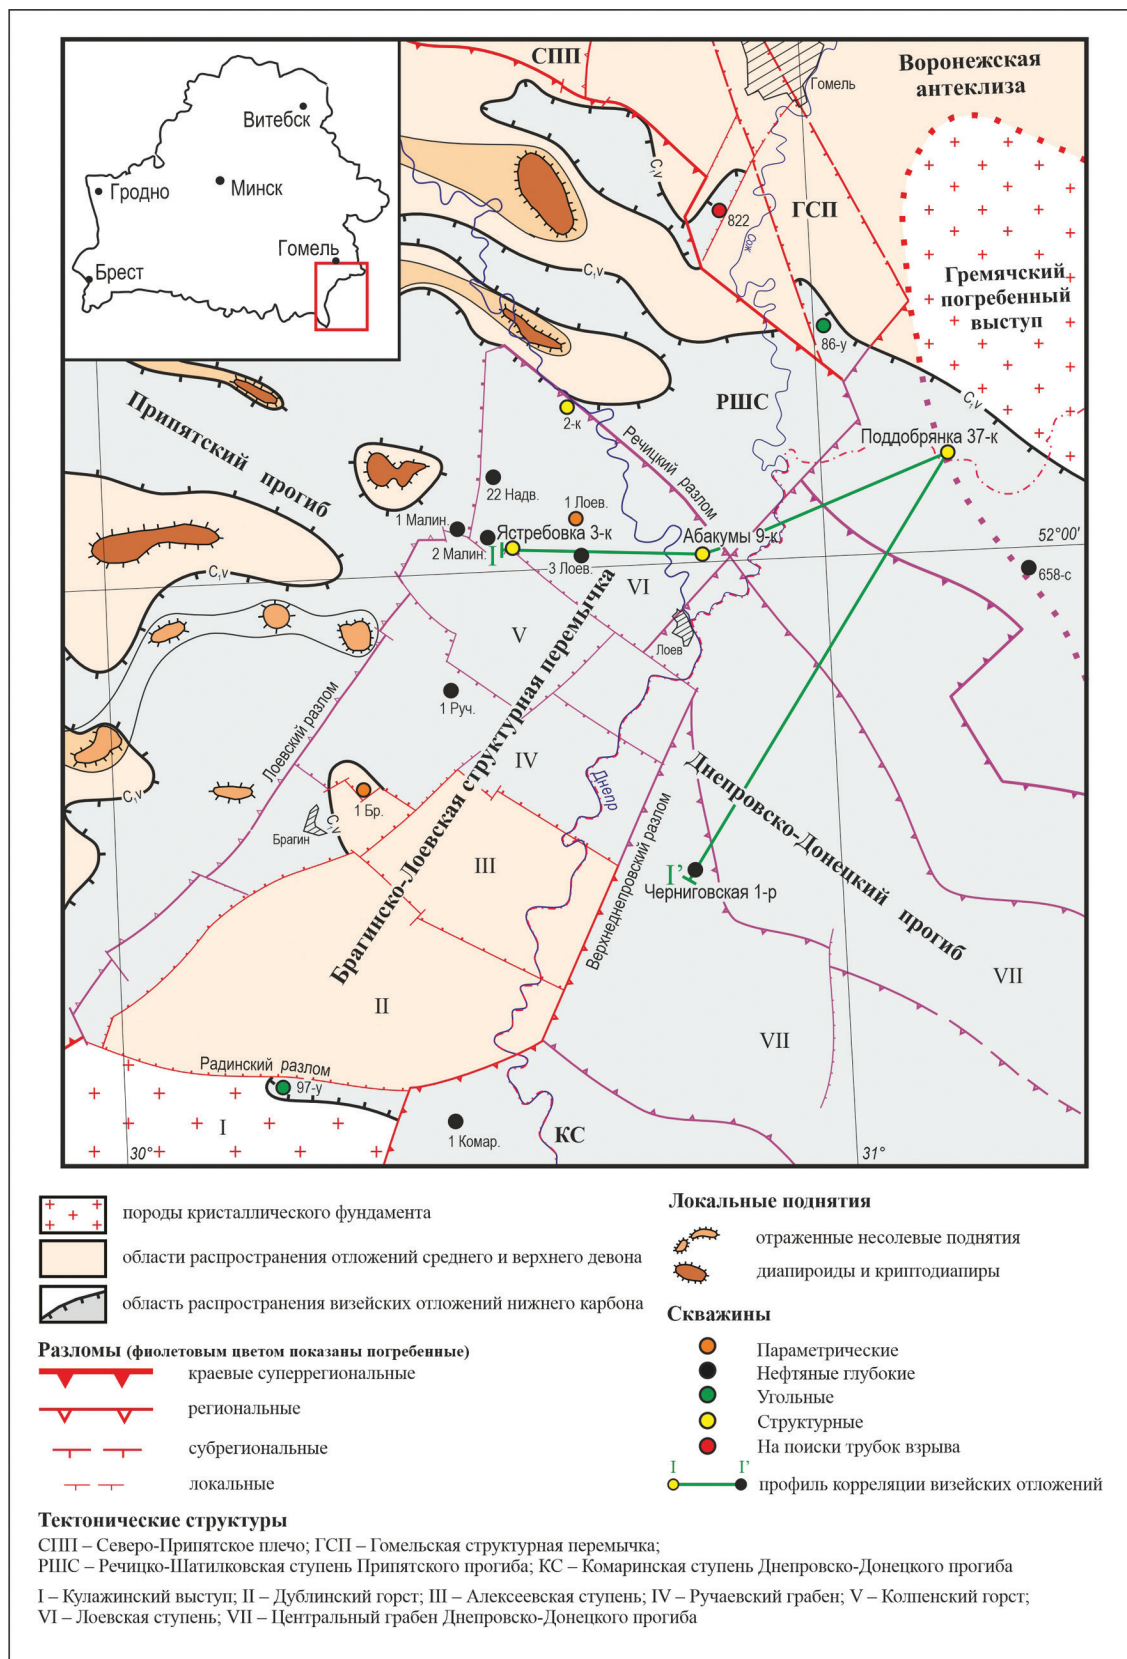 Витебск
Гродно
Минск
Гомель
Брест
СПП
Гомель
Воронежская
антеклиза
C₁v
822
ГСП
Сож
C₁v
Гремячский
погребенный
выступ
86-у
C₁v
РШС
2-к
Речицкий разлом
Поддобрянка 37-к
Припятский прогиб
22 Надв.
1 Лоев.
1 Малин.
Ястребовка 3-к
Абакумы 9-к
2 Малин.
I
3 Лоев.
52°00'
658-с
C₁v
VI
V
Лоев
1 Руч.
Лоевский разлом
IV
Днепр
Брагинско-Лоевская структурная перемычка
Днепровско-Донецкий прогиб
C₁v
1 Бр.
Брагин
C₁v
III
Верхнеднепровский разлом
I’
Черниговская 1-р
II
VII
VII
Радинский разлом
97-у
I
1 Комар.
КС
30°
31°
породы кристаллического фундамента
области распространения отложений среднего и верхнего девона
область распространения визейских отложений нижнего карбона
Разломы (фиолетовым цветом показаны погребенные)
краевые суперрегиональные
региональные
субрегиональные
локальные
Локальные поднятия
отраженные несолевые поднятия
диапироиды и криптодиапиры
Скважины
Параметрические
Нефтяные глубокие
Угольные
Структурные
На поиски трубок взрыва
I I’
профиль корреляции визейских отложений
Тектонические структуры
СПП – Северо-Припятское плечо; ГСП – Гомельская структурная перемычка;
РШС – Речицко-Шатилковская ступень Припятского прогиба; КС – Комаринская ступень Днепровско-Донецкого прогиба
I – Кулажинский выступ; II – Дублинский горст; III – Алексеевская ступень; IV – Ручаевский грабен; V – Колпенский горст;
VI – Лоевская ступень; VII – Центральный грабен Днепровско-Донецкого прогиба